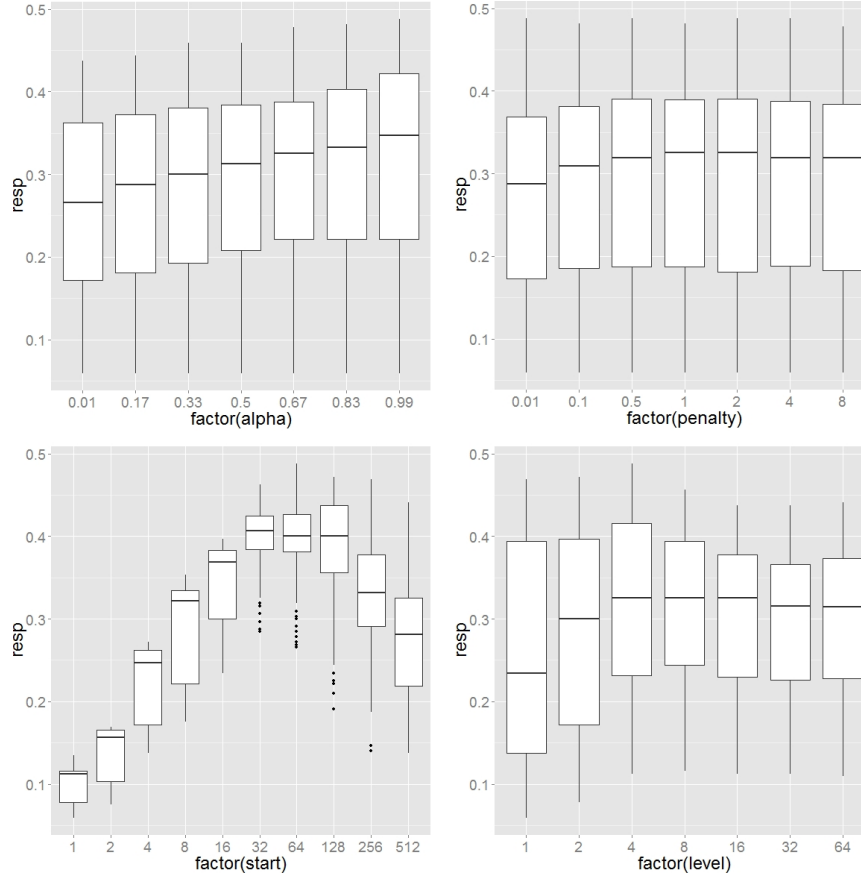 0.5
0.4
0.3
0.2
0.1
resp
0.01 0.17 0.33 0.5 0.67 0.83 0.99
factor(alpha)
0.5
0.4
0.3
0.2
0.1
resp
0.01 0.1 0.5 1 2 4 8
factor(penalty)
0.5
0.4
0.3
0.2
0.1
resp
1 2 4 8 16 32 64 128 256 512
factor(start)
0.5
0.4
0.3
0.2
0.1
resp
1 2 4 8 16 32 64
factor(level)